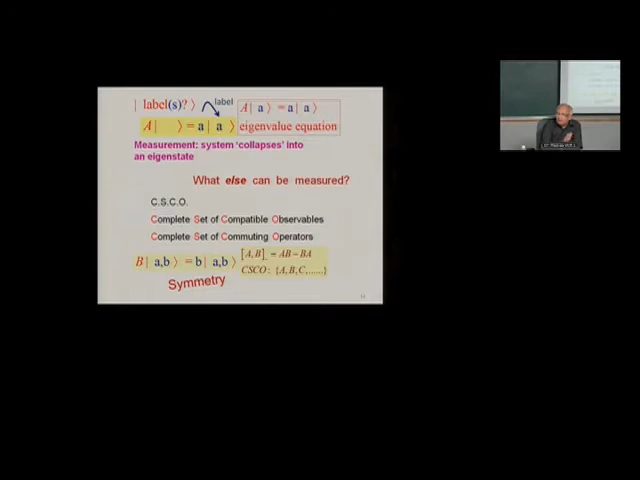 | label(s)? ⟩ label A| a ⟩ = a | a ⟩
A| ⟩ = a | a ⟩ eigenvalue equation
Measurement: system 'collapses' into
an eigenstate
What else can be measured?
C.S.C.O.
Complete Set of Compatible Observables
Complete Set of Commuting Operators
B| a,b ⟩ = b | a,b ⟩ [A,B]_ = AB − BA
CSCO: {A,B,C,......}
Symmetry